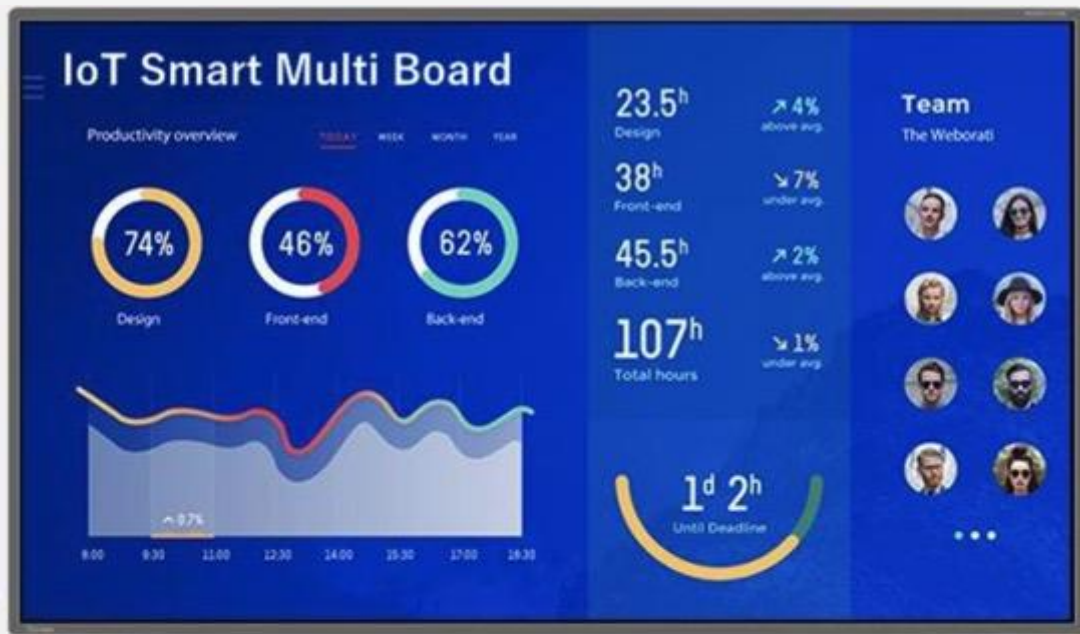 IoT Smart Multi Board
Productivity overview
TODAY WEEK MONTH YEAR
74%
46%
62%
Design
Front-end
Back-end
0.7%
8:00 9:30 11:00 12:30 14:00 15:30 17:00 18:30
23.5h
Design
4%
above avg.
38h
Front-end
7%
under avg.
45.5h
Back-end
2%
above avg.
107h
Total hours
1%
under avg.
1d 2h
Until Deadline
Team
The Weborati